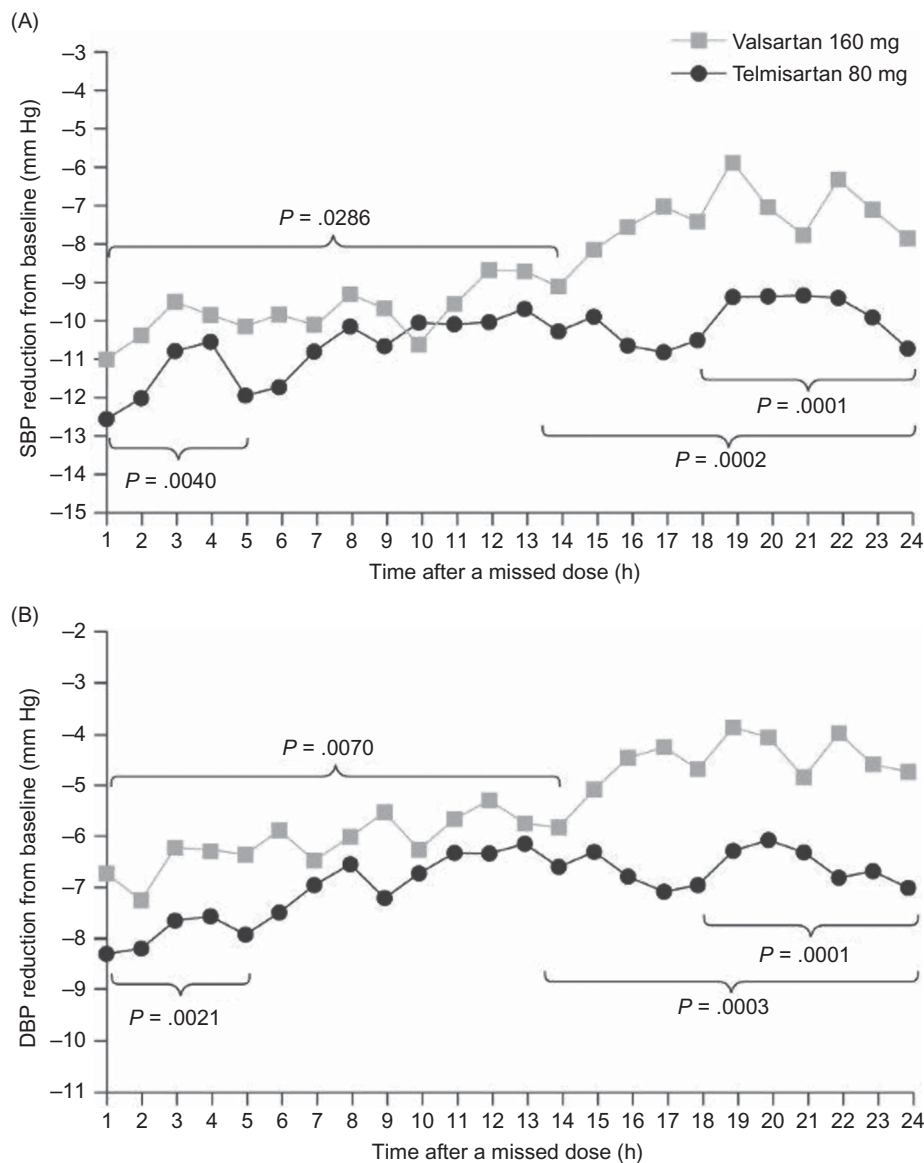 (A)
–3
–4
–5
–6
–7
–8
–9
–10
–11
–12
–13
–14
–15
SBP reduction from baseline (mm Hg)
Valsartan 160 mg
Telmisartan 80 mg
P = .0286
P = .0040
P = .0001
P = .0002
1 2 3 4 5 6 7 8 9 10 11 12 13 14 15 16 17 18 19 20 21 22 23 24
Time after a missed dose (h)
(B)
–2
–3
–4
–5
–6
–7
–8
–9
–10
–11
DBP reduction from baseline (mm Hg)
P = .0070
P = .0021
P = .0001
P = .0003
1 2 3 4 5 6 7 8 9 10 11 12 13 14 15 16 17 18 19 20 21 22 23 24
Time after a missed dose (h)